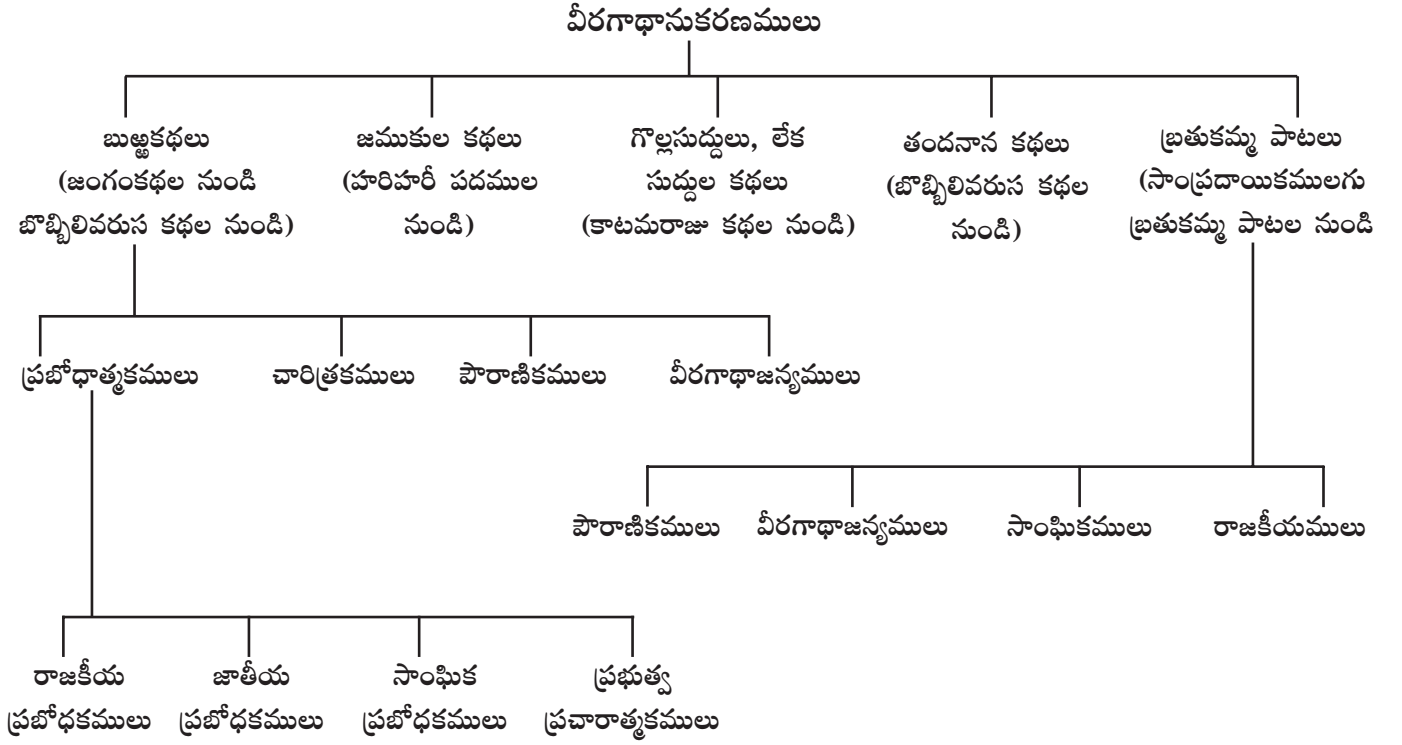 వీరగాథానుకరణములు
బుఱ్ఱకథలు
(జంగంకథల నుండి
బొబ్బిలివరుస కథల నుండి)
జముకుల కథలు
(హరిహరీ పదముల
నుండి)
గొల్లసుద్దులు, లేక
సుద్దుల కథలు
(కాటమరాజు కథల నుండి)
తందనాన కథలు
(బొబ్బిలివరుస కథల
నుండి)
బ్రతుకమ్మ పాటలు
(సాంప్రదాయికములగు
బ్రతుకమ్మ పాటల నుండి
ప్రబోధాత్మకములు
చారిత్రకములు
పౌరాణికములు
వీరగాథాజన్యములు
పౌరాణికములు
వీరగాథాజన్యములు
సాంఘికములు
రాజకీయములు
రాజకీయ
ప్రబోధకములు
జాతీయ
ప్రబోధకములు
సాంఘిక
ప్రబోధకములు
ప్రభుత్వ
ప్రచారాత్మకములు